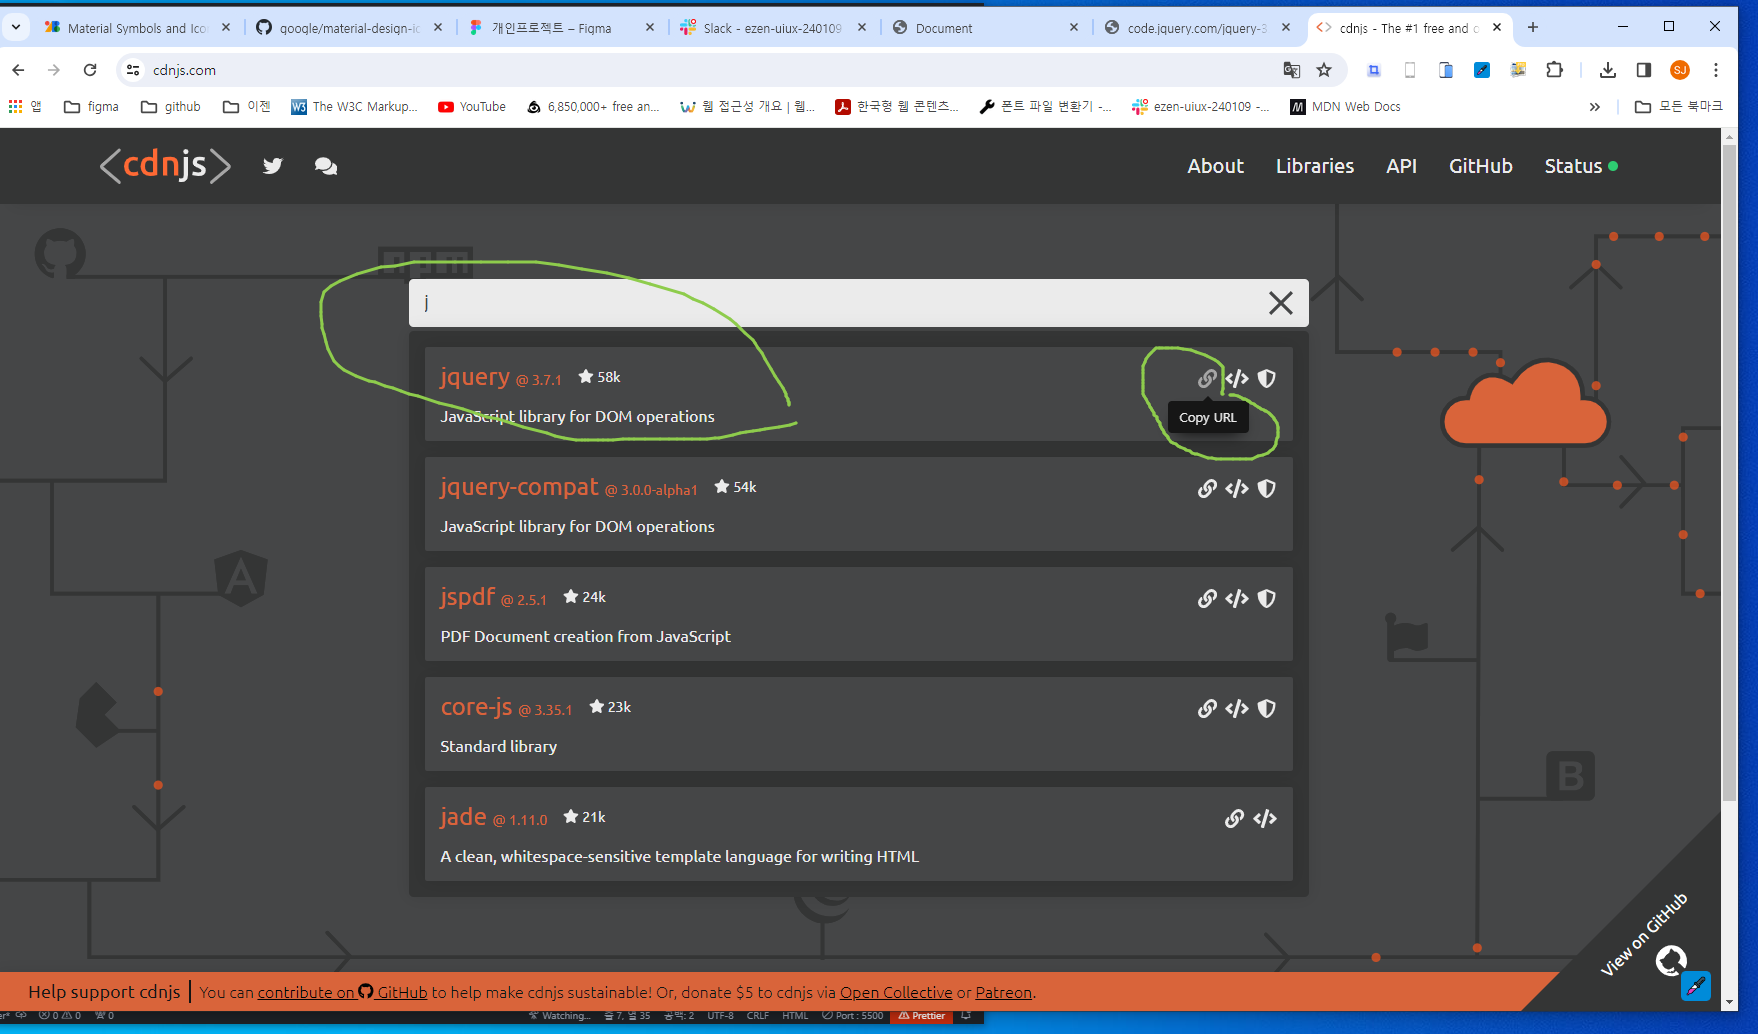 Material Symbols and Ico
google/material-design-ic
개인프로젝트 – Figma
Slack - ezen-uiux-240109
Document
code.jquery.com/jquery-3
cdnjs - The #1 free and o
cdnjs.com
SJ
앱
figma
github
이젠
W3 The W3C Markup...
YouTube
6,850,000+ free an...
웹 접근성 개요 | 웹...
한국형 웹 콘텐츠...
폰트 파일 변환기 -...
ezen-uiux-240109 -...
M MDN Web Docs
모든 북마크
<cdnjs>
About
Libraries
API
GitHub
Status
npm
j
jquery @ 3.7.1 58k
JavaScript library for DOM operations
Copy URL
jquery-compat @ 3.0.0-alpha1 54k
JavaScript library for DOM operations
jspdf @ 2.5.1 24k
PDF Document creation from JavaScript
core-js @ 3.35.1 23k
Standard library
jade @ 1.11.0 21k
A clean, whitespace-sensitive template language for writing HTML
A
B
View on GitHub
Help support cdnjs | You can contribute on GitHub to help make cdnjs sustainable! Or, donate $5 to cdnjs via Open Collective or Patreon.
0 0 0 Watching... 줄 7, 열 35 공백: 2 UTF-8 CRLF HTML Port : 5500 Prettier